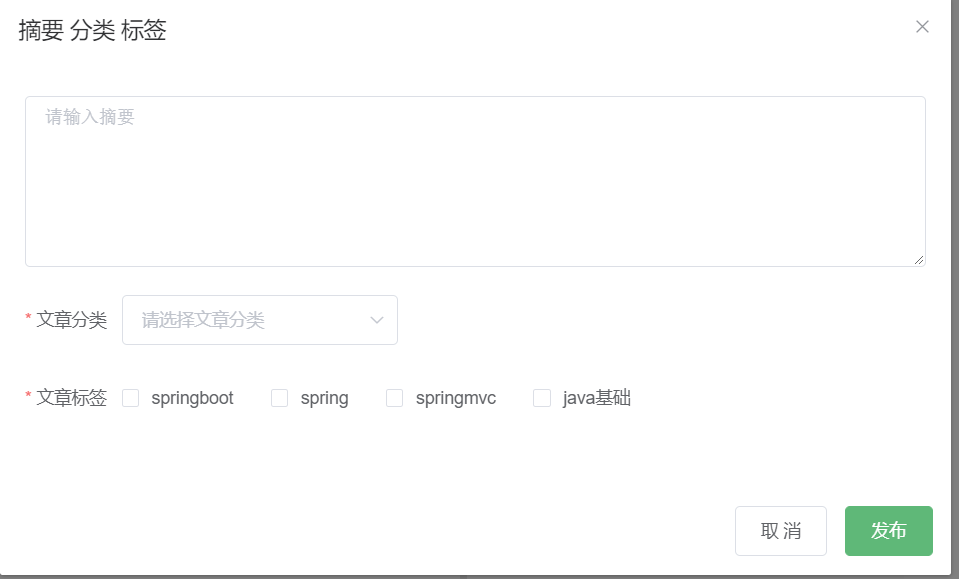 摘要 分类 标签
请输入摘要
* 文章分类 请选择文章分类
* 文章标签 springboot spring springmvc java基础
取 消 发布